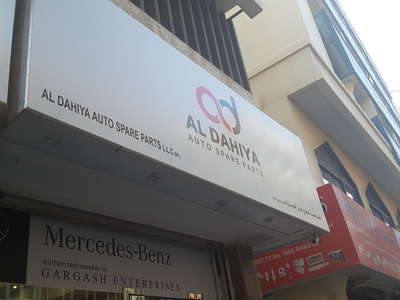 AL DAHIYA AUTO SPARE PARTS L.L.C
AL DAHIYA
AUTO SPARE PARTS
Mercedes-Benz
Authorized reseller of
GARGASH ENTERPRISES